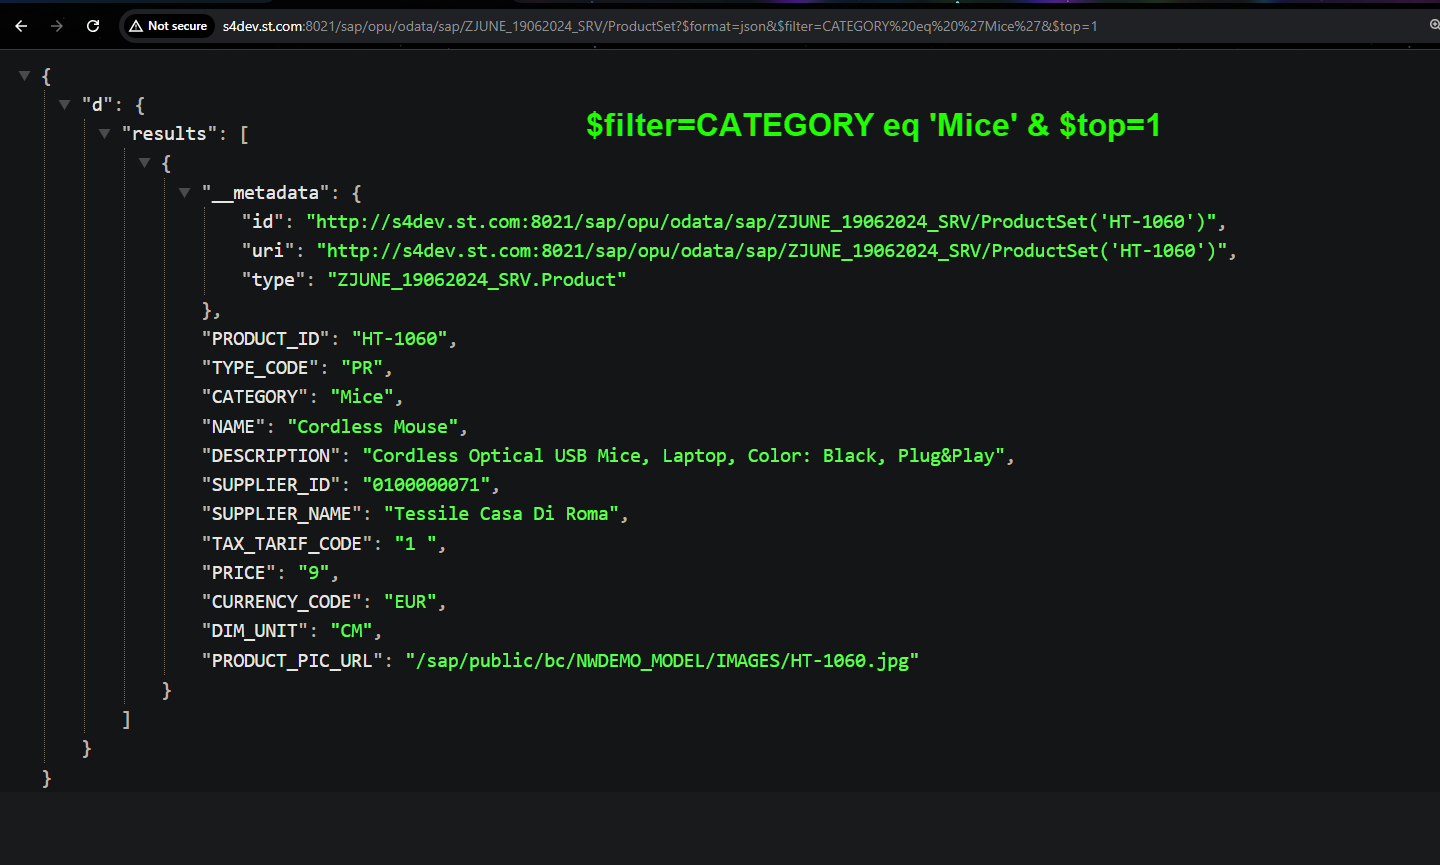 Not secure s4dev.st.com:8021/sap/opu/odata/sap/ZJUNE_19062024_SRV/ProductSet?$format=json&$filter=CATEGORY%20eq%20%27Mice%27&$top=1
{
"d": {
$filter=CATEGORY eq 'Mice' & $top=1
"results": [
{
"__metadata": {
"id": "http://s4dev.st.com:8021/sap/opu/odata/sap/ZJUNE_19062024_SRV/ProductSet('HT-1060')",
"uri": "http://s4dev.st.com:8021/sap/opu/odata/sap/ZJUNE_19062024_SRV/ProductSet('HT-1060')",
"type": "ZJUNE_19062024_SRV.Product"
},
"PRODUCT_ID": "HT-1060",
"TYPE_CODE": "PR",
"CATEGORY": "Mice",
"NAME": "Cordless Mouse",
"DESCRIPTION": "Cordless Optical USB Mice, Laptop, Color: Black, Plug&Play",
"SUPPLIER_ID": "0100000071",
"SUPPLIER_NAME": "Tessile Casa Di Roma",
"TAX_TARIF_CODE": "1 ",
"PRICE": "9",
"CURRENCY_CODE": "EUR",
"DIM_UNIT": "CM",
"PRODUCT_PIC_URL": "/sap/public/bc/NWDEMO_MODEL/IMAGES/HT-1060.jpg"
}
]
}
}